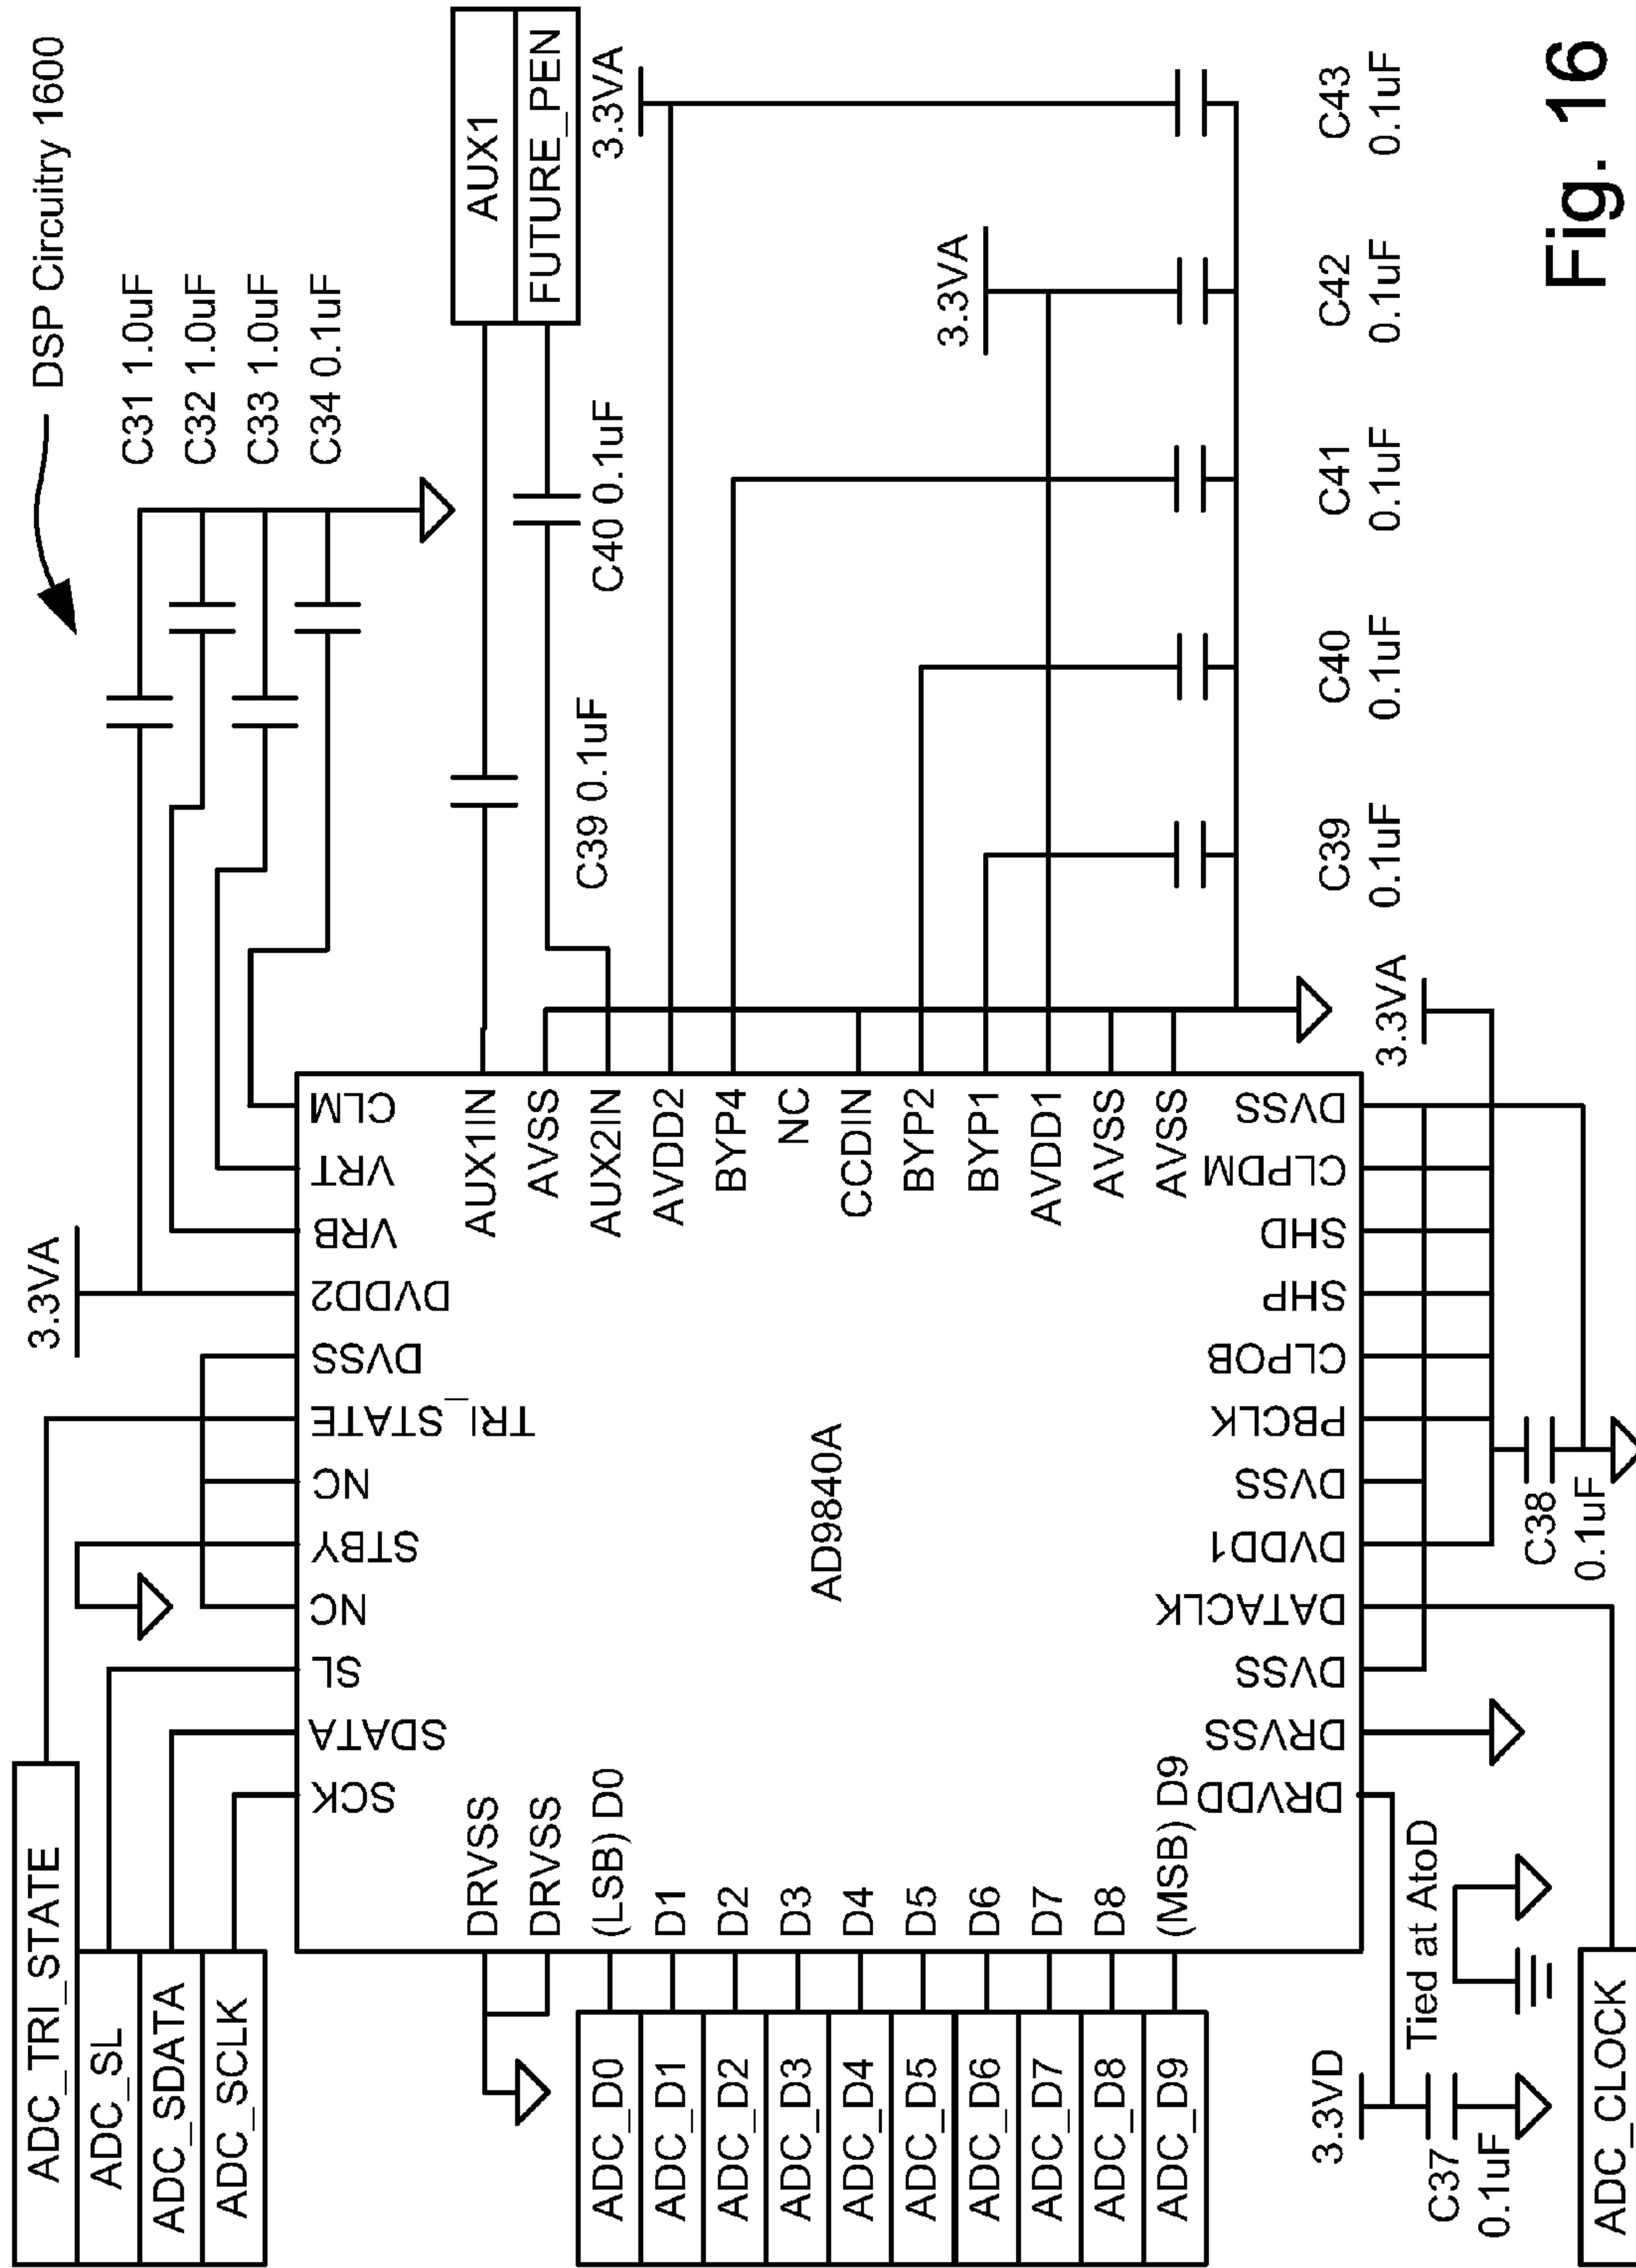 DSP Circuitry 1600
ADC_TRI_STATE
ADC_SL
ADC_SDATA
ADC_SCLK
3.3VA
C31 1.0uF
C32 1.0uF
C33 1.0uF
C34 0.1uF
SCK
SDATA
SL
NC
STBY
NC
TRI_STATE
DVSS
DVDD2
VRB
VRT
CLM
DRVSS
DRVSS
(LSB) D0
D1
D2
D3
D4
D5
D6
D7
D8
(MSB) D9
ADC_D0
ADC_D1
ADC_D2
ADC_D3
ADC_D4
ADC_D5
ADC_D6
ADC_D7
ADC_D8
ADC_D9
AD9840A
AUX1IN
AVSS
AUX2IN
AVDD2
BYP4
NC
CCDIN
BYP2
BYP1
AVDD1
AVSS
AVSS
AUX1
FUTURE_PEN
C39 0.1uF
C40 0.1uF
3.3VA
3.3VA
DRVDD
DRVSS
DVSS
DATACLK
DVDD1
DVSS
PBCLK
CLPOB
SHP
SHD
CLPDM
DVSS
C39
0.1uF
C40
0.1uF
C41
0.1uF
C42
0.1uF
C43
0.1uF
3.3VD
C37
0.1uF
Tied at AtoD
C38
0.1uF
3.3VA
ADC_CLOCK
Fig. 16